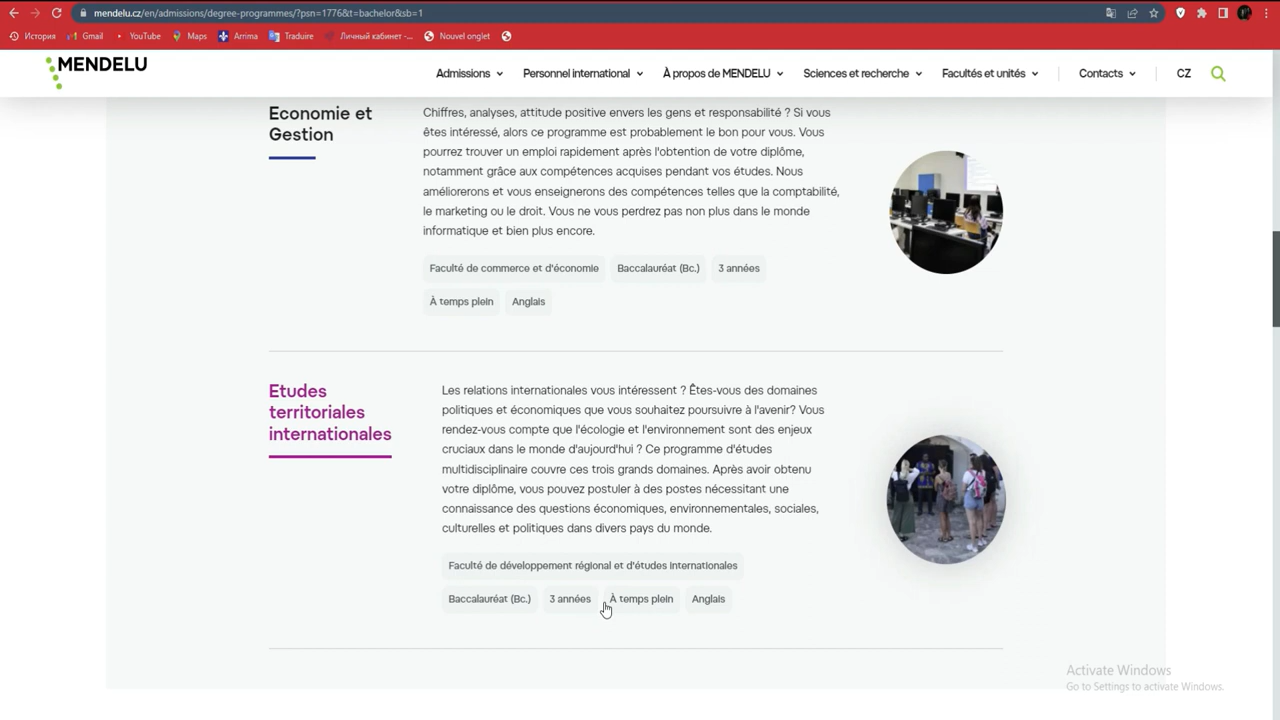 mendelu.cz/en/admissions/degree-programmes/?psn=1776&t=bachelor&sb=1
История Gmail YouTube Maps Arrima Traduire Личный кабинет -... Nouvel onglet
MENDELU Admissions Personnel international À propos de MENDELU Sciences et recherche Facultés et unités Contacts CZ
Economie et
Gestion
Chiffres, analyses, attitude positive envers les gens et responsabilité ? Si vous
êtes intéressé, alors ce programme est probablement le bon pour vous. Vous
pourrez trouver un emploi rapidement après l'obtention de votre diplôme,
notamment grâce aux compétences acquises pendant vos études. Nous
améliorerons et vous enseignerons des compétences telles que la comptabilité,
le marketing ou le droit. Vous ne vous perdrez pas non plus dans le monde
informatique et bien plus encore.
Faculté de commerce et d'économie Baccalauréat (Bc.) 3 années
À temps plein Anglais
Etudes
territoriales
internationales
Les relations internationales vous intéressent ? Êtes-vous des domaines
politiques et économiques que vous souhaitez poursuivre à l'avenir? Vous
rendez-vous compte que l'écologie et l'environnement sont des enjeux
cruciaux dans le monde d'aujourd'hui ? Ce programme d'études
multidisciplinaire couvre ces trois grands domaines. Après avoir obtenu
votre diplôme, vous pouvez postuler à des postes nécessitant une
connaissance des questions économiques, environnementales, sociales,
culturelles et politiques dans divers pays du monde.
Faculté de développement régional et d'études internationales
Baccalauréat (Bc.) 3 années À temps plein Anglais
Activate Windows
Go to Settings to activate Windows.